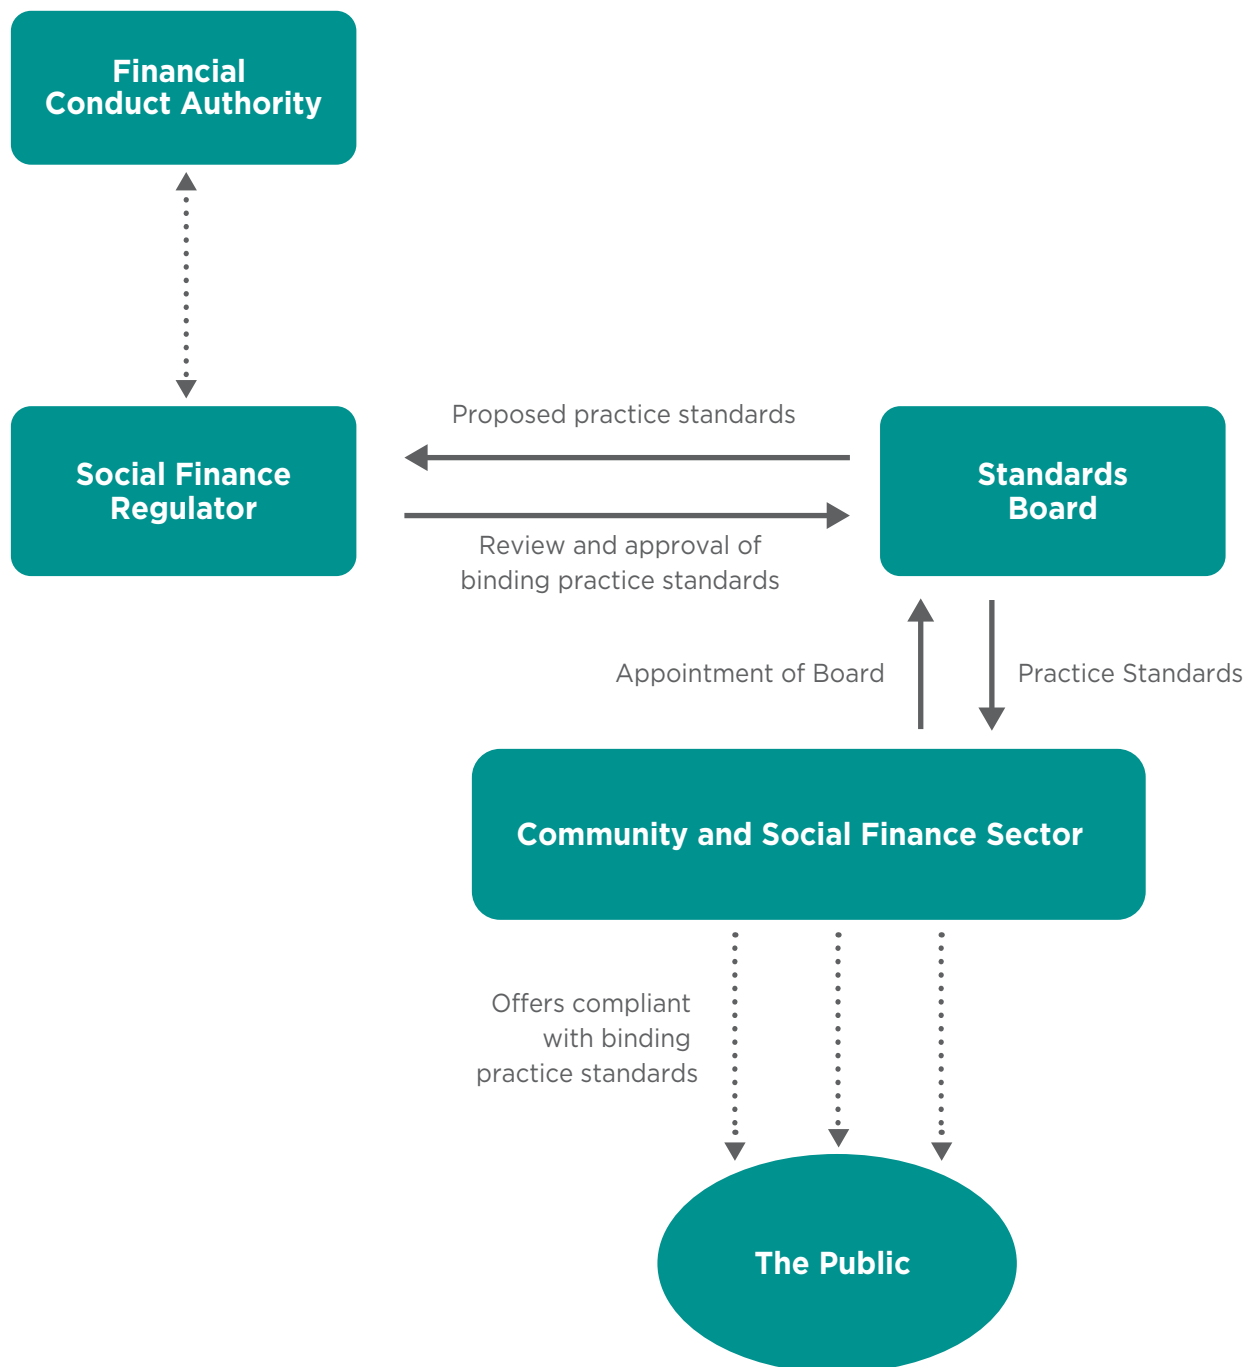 Financial
Conduct Authority
Proposed practice standards
Social Finance
Regulator
Standards
Board
Review and approval of
binding practice standards
Appointment of Board
Practice Standards
Community and Social Finance Sector
Offers compliant
with binding
practice standards
The Public